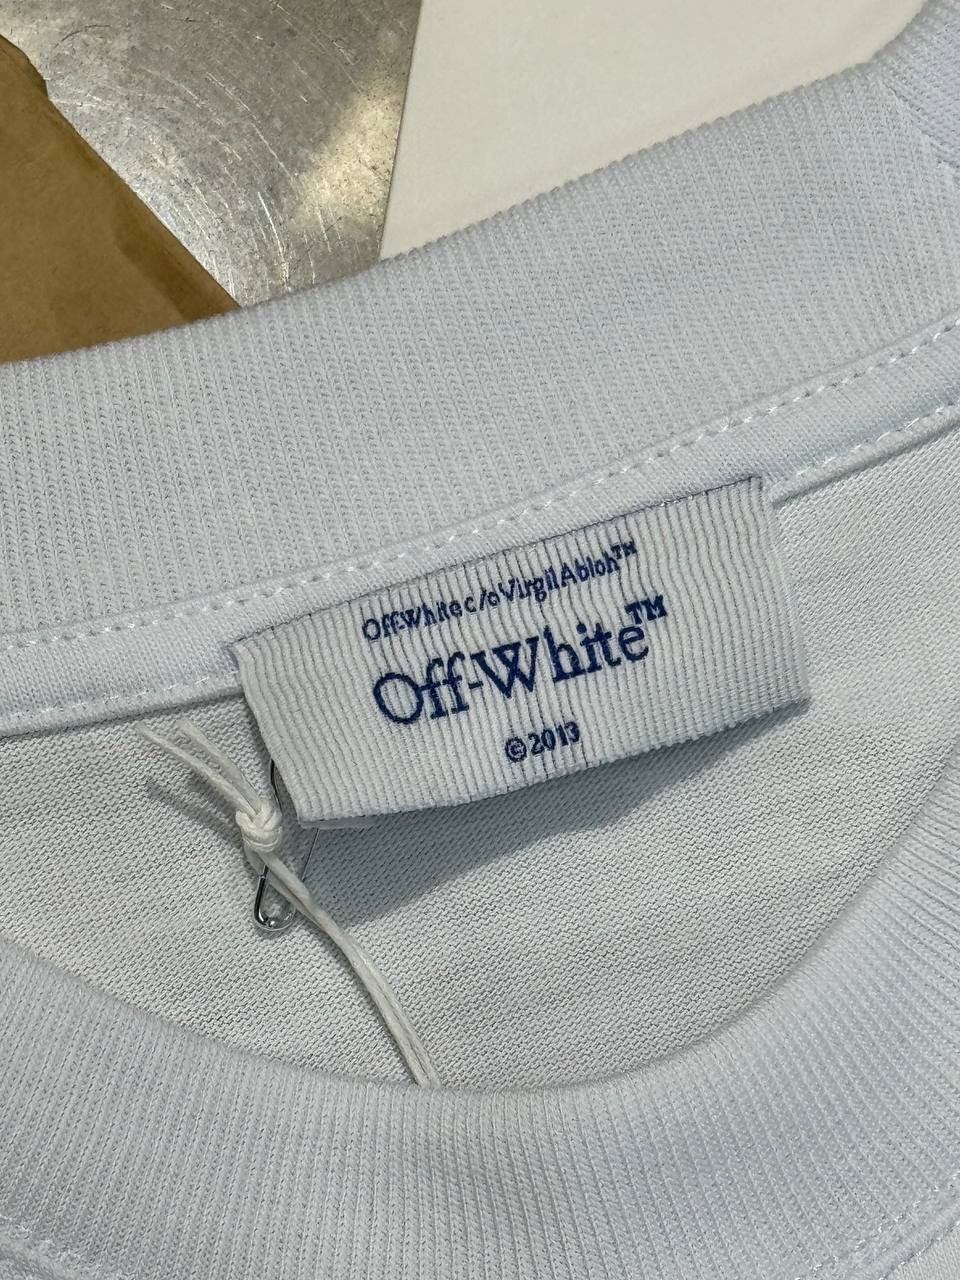 Off-White c/o Virgil Abloh™
Off-White™
©2013